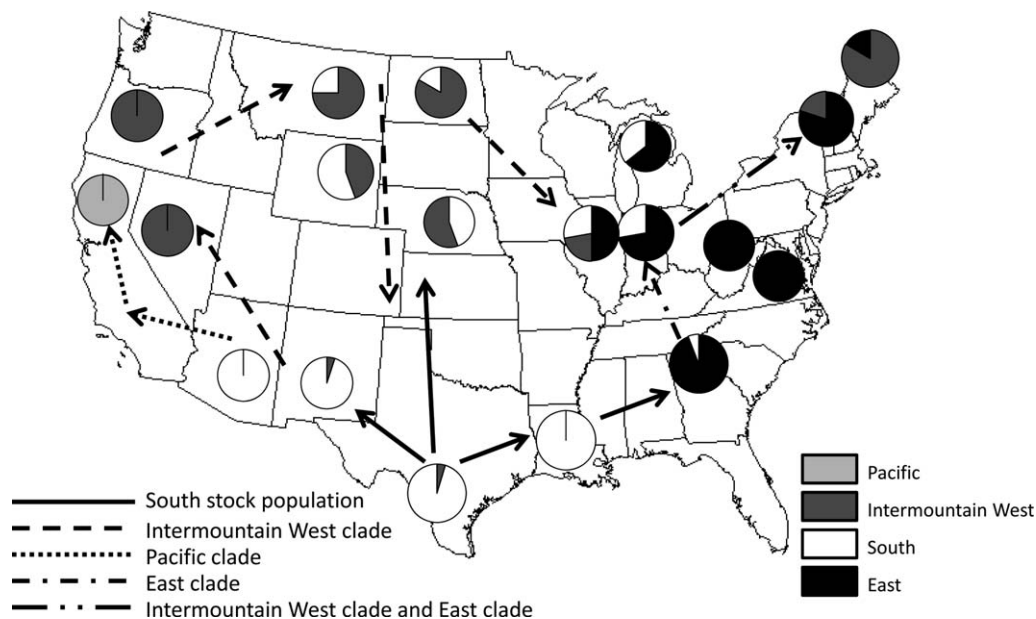 South stock population
Intermountain West clade
Pacific clade
East clade
Intermountain West clade and East clade
Pacific
Intermountain West
South
East